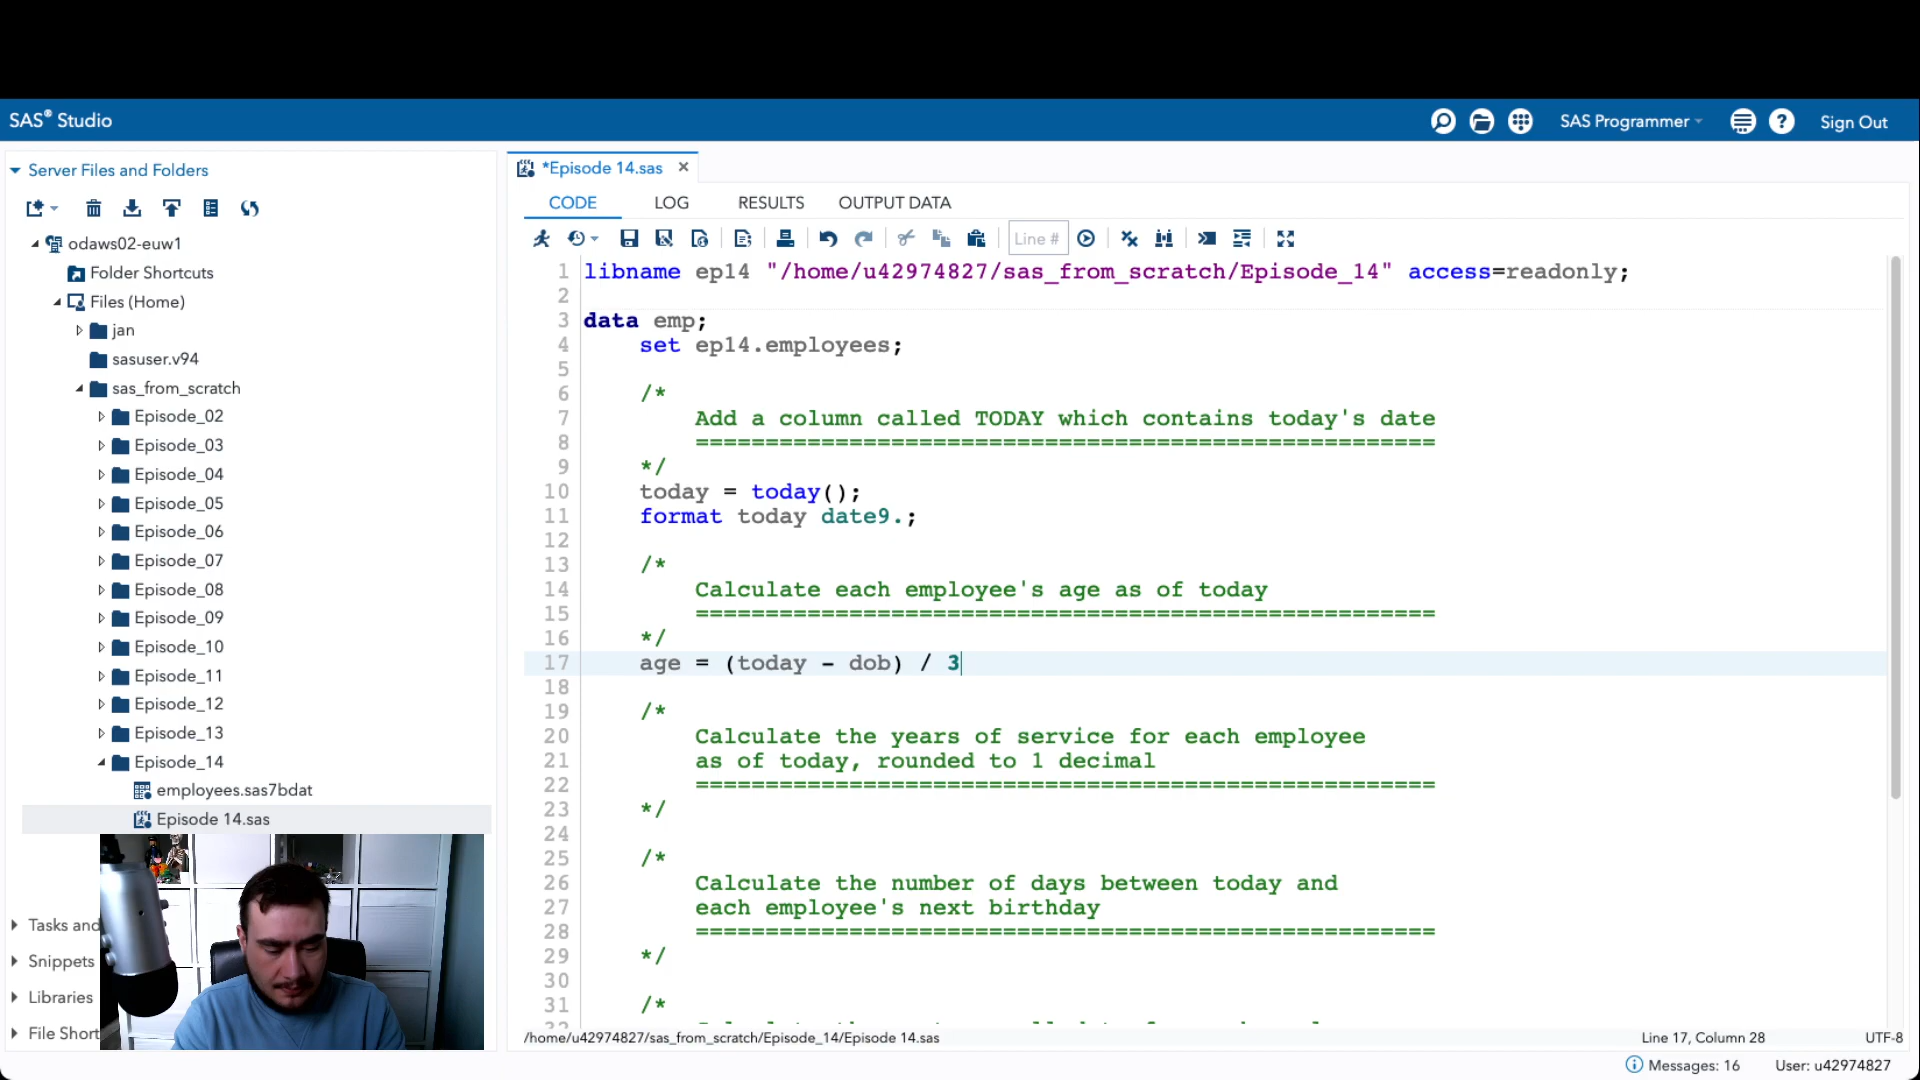 SAS® Studio
SAS Programmer
Sign Out
Server Files and Folders
odaws02-euw1
Folder Shortcuts
Files (Home)
jan
sasuser.v94
sas_from_scratch
Episode_02
Episode_03
Episode_04
Episode_05
Episode_06
Episode_07
Episode_08
Episode_09
Episode_10
Episode_11
Episode_12
Episode_13
Episode_14
employees.sas7bdat
Episode 14.sas
Tasks and
Snippets
Libraries
File Short
*Episode 14.sas
CODE LOG RESULTS OUTPUT DATA
Line #
1 libname ep14 "/home/u42974827/sas_from_scratch/Episode_14" access=readonly;
2
3 data emp;
4 set ep14.employees;
5
6 /*
7 Add a column called TODAY which contains today's date
8 =====================================================
9 */
10 today = today();
11 format today date9.;
12
13 /*
14 Calculate each employee's age as of today
15 =====================================================
16 */
17 age = (today - dob) / 3
18
19 /*
20 Calculate the years of service for each employee
21 as of today, rounded to 1 decimal
22 =====================================================
23 */
24
25 /*
26 Calculate the number of days between today and
27 each employee's next birthday
28 =====================================================
29 */
30
31 /*
/home/u42974827/sas_from_scratch/Episode_14/Episode 14.sas
Line 17, Column 28
UTF-8
Messages: 16
User: u42974827